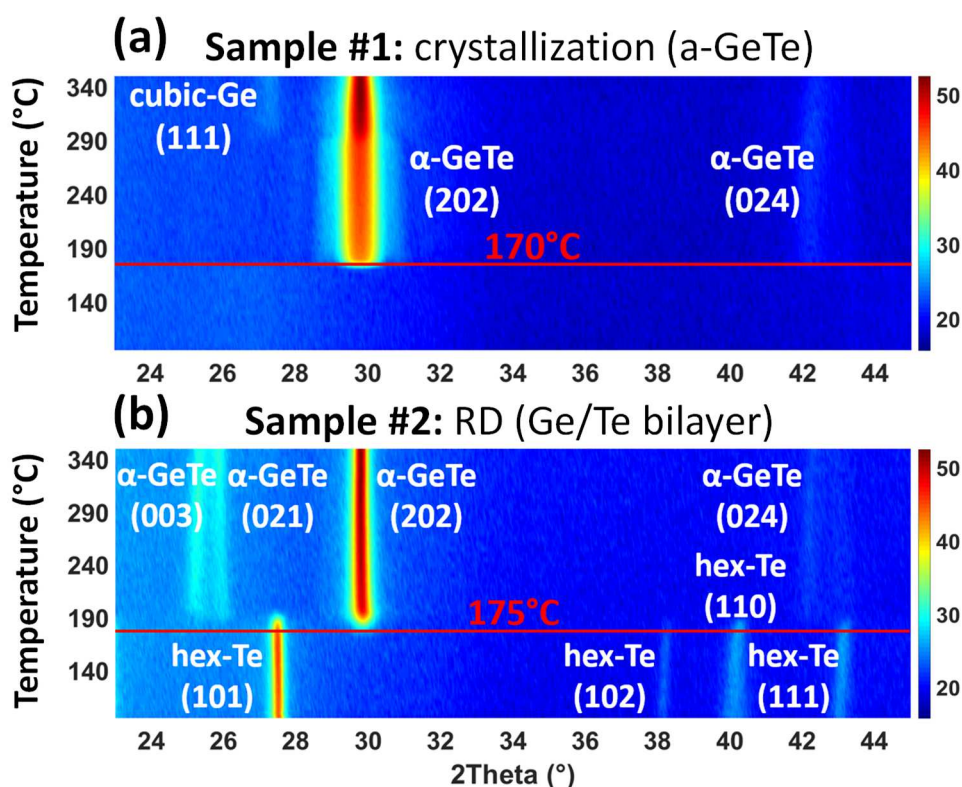 (a) Sample #1: crystallization (a-GeTe)
Temperature (°C)
340
290
240
190
140
cubic-Ge
(111)
α-GeTe
(202)
α-GeTe
(024)
170°C
50
40
30
20
24 26 28 30 32 34 36 38 40 42 44
(b) Sample #2: RD (Ge/Te bilayer)
Temperature (°C)
340
290
240
190
140
α-GeTe
(003)
α-GeTe
(021)
α-GeTe
(202)
α-GeTe
(024)
hex-Te
(110)
175°C
hex-Te
(101)
hex-Te
(102)
hex-Te
(111)
50
40
30
20
24 26 28 30 32 34 36 38 40 42 44
2Theta (°)